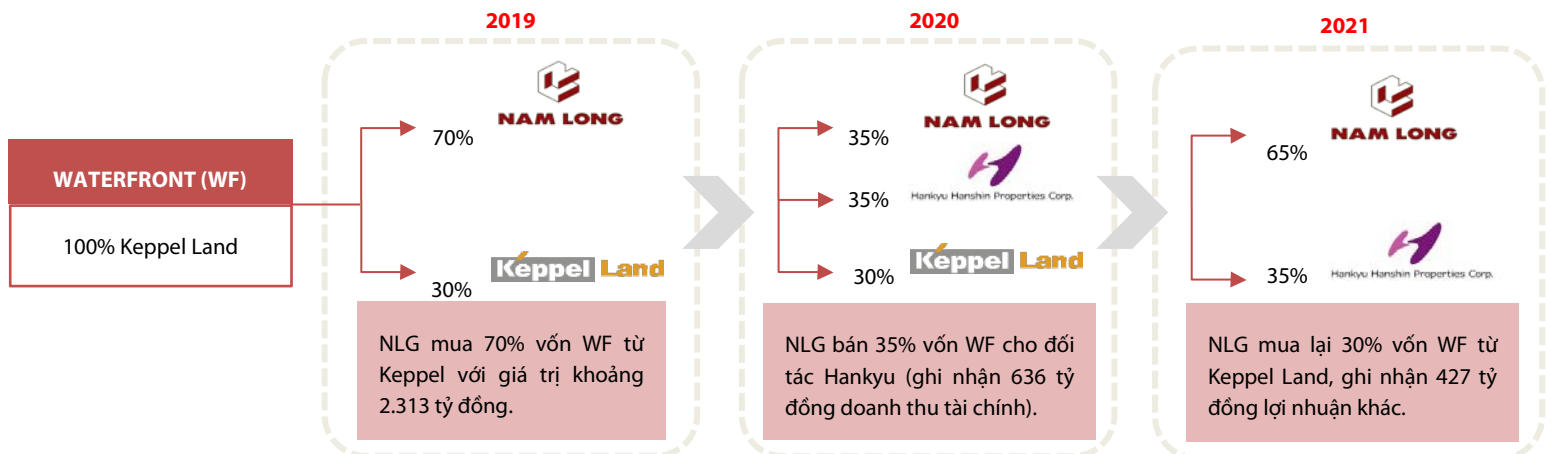 2019
2020
2021
WATERFRONT (WF)
100% Keppel Land
70%
NAM LONG
30%
Keppel Land
NLG mua 70% vốn WF từ
Keppel với giá trị khoảng
2.313 tỷ đồng.
35%
NAM LONG
35%
Hankyu Hanshin Properties Corp.
30%
Keppel Land
NLG bán 35% vốn WF cho đối
tác Hankyu (ghi nhận 636 tỷ
đồng doanh thu tài chính).
65%
NAM LONG
35%
Hankyu Hanshin Properties Corp.
NLG mua lại 30% vốn WF từ
Keppel Land, ghi nhận 427 tỷ
đồng lợi nhuận khác.